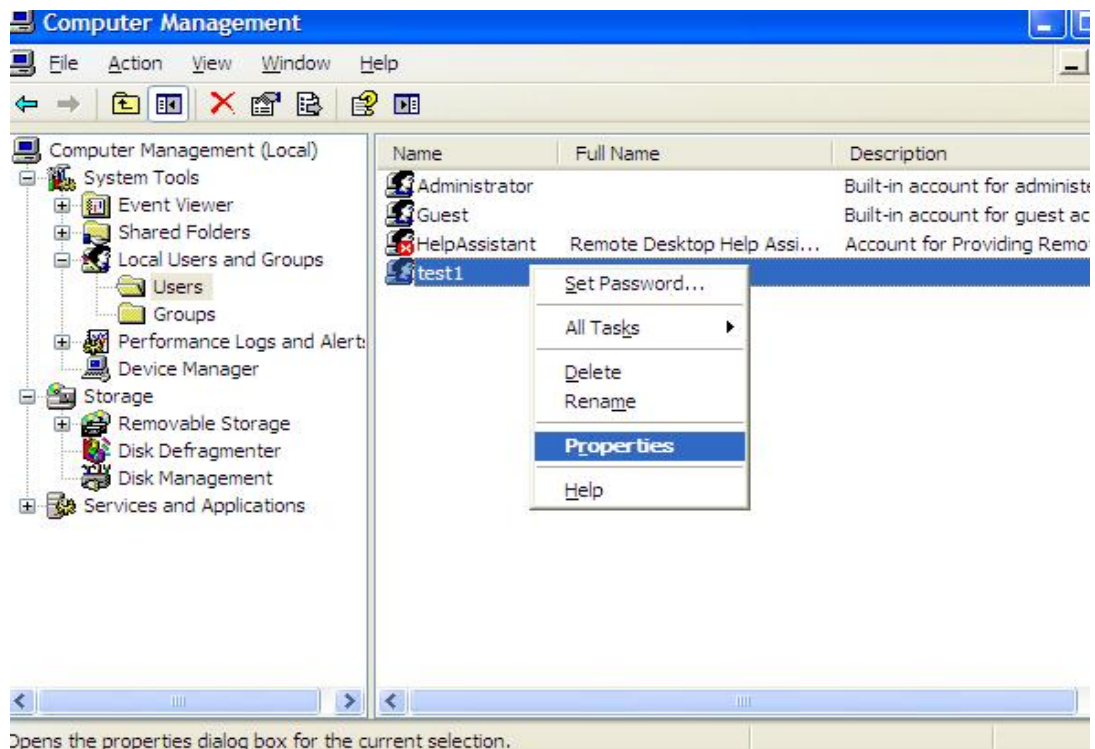 Computer Management
File Action View Window Help
Computer Management (Local)
System Tools
Event Viewer
Shared Folders
Local Users and Groups
Users
Groups
Performance Logs and Alert
Device Manager
Storage
Removable Storage
Disk Defragmenter
Disk Management
Services and Applications
Name Full Name Description
Administrator Built-in account for administe
Guest Built-in account for guest ac
HelpAssistant Remote Desktop Help Assi... Account for Providing Remo
test1
Set Password...
All Tasks
Delete
Rename
Properties
Help
Opens the properties dialog box for the current selection.